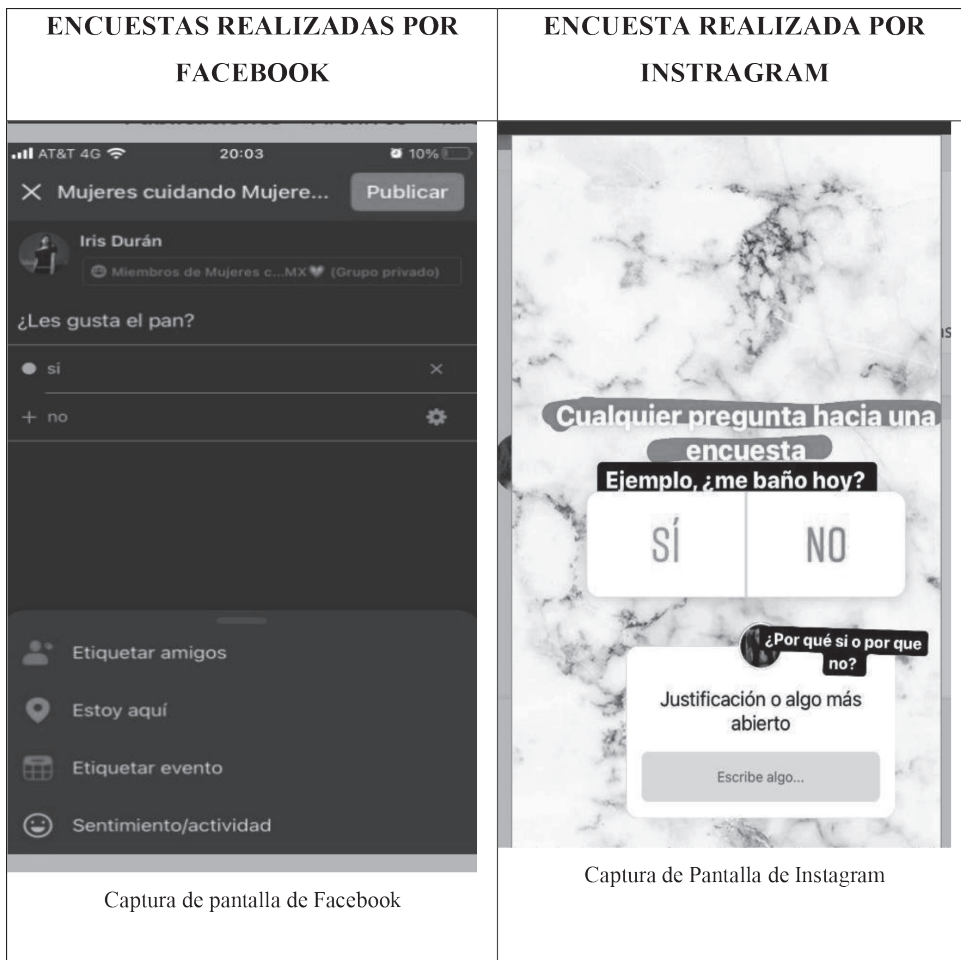 ENCUESTAS REALIZADAS POR
FACEBOOK
ENCUESTA REALIZADA POR
INSTRAGRAM
AT&T 4G
20:03
10%
Mujeres cuidando Mujere...
Publicar
Iris Durán
Miembros de Mujeres c...MX (Grupo privado)
¿Les gusta el pan?
sí
+ no
Etiquetar amigos
Estoy aquí
Etiquetar evento
Sentimiento/actividad
Captura de pantalla de Facebook
Cualquier pregunta hacia una
encuesta
Ejemplo, ¿me baño hoy?
SÍ
NO
¿Por qué si o por que
no?
Justificación o algo más
abierto
Escribe algo...
Captura de Pantalla de Instagram